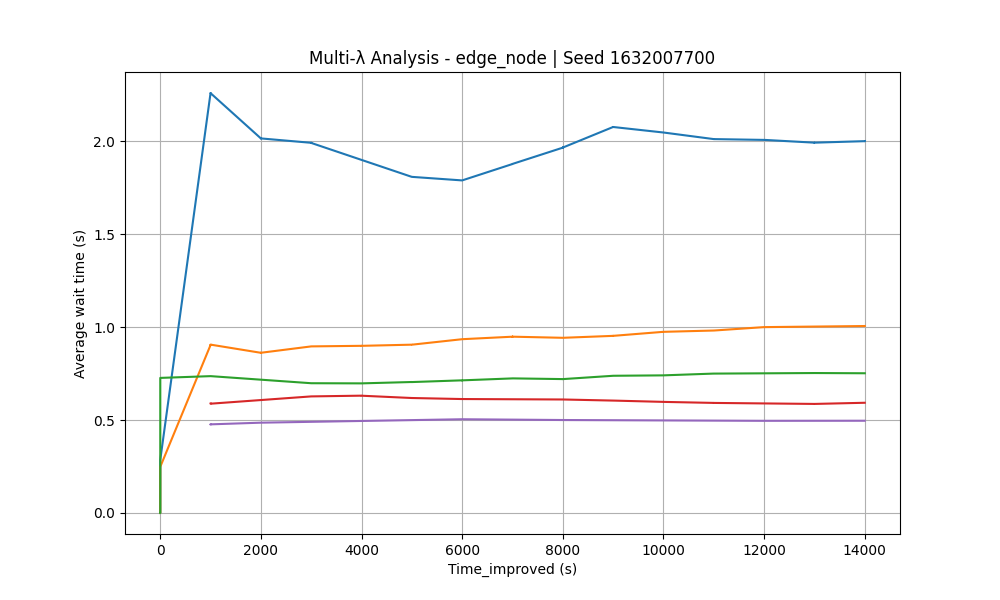 Multi-λ Analysis - edge_node | Seed 1632007700
Average wait time (s)
2.0
1.5
1.0
0.5
0.0
0 2000 4000 6000 8000 10000 12000 14000
Time_improved (s)